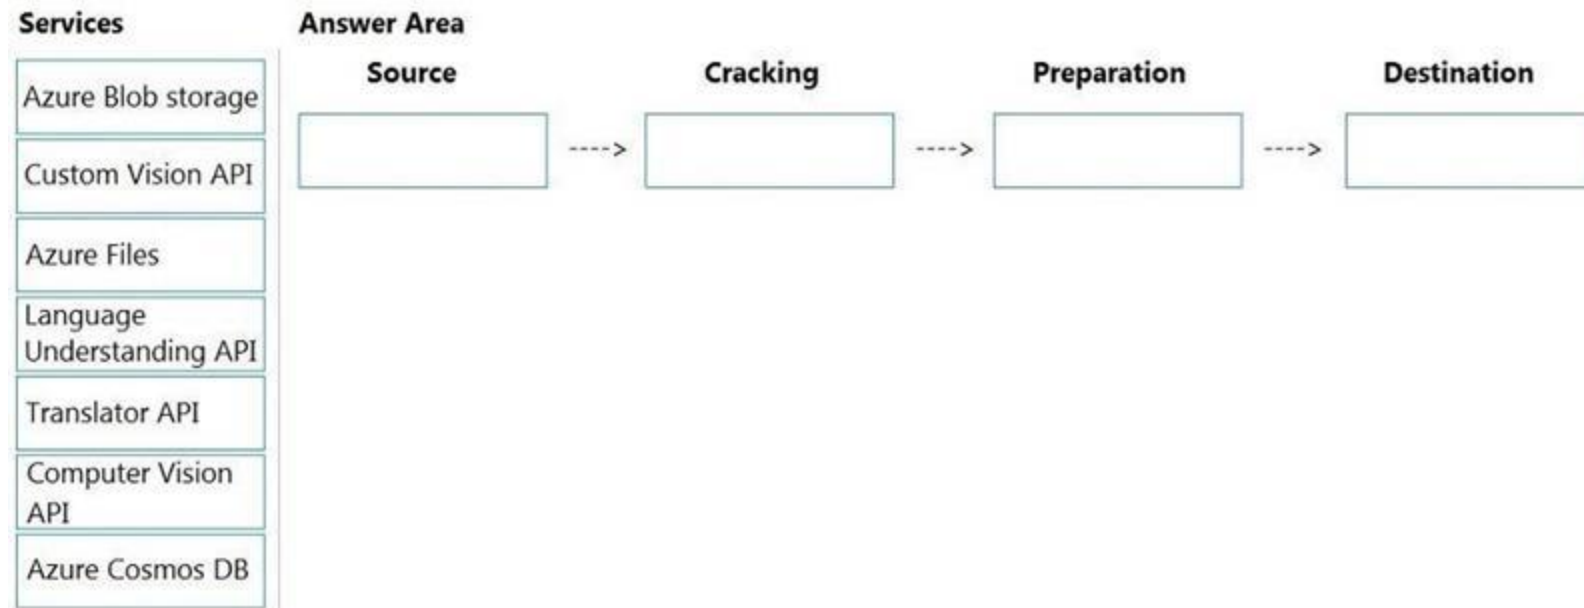 Services
Answer Area
Source
Cracking
Preparation
Destination
Azure Blob storage
---->
---->
---->
Custom Vision API
Azure Files
Language
Understanding API
Translator API
Computer Vision
API
Azure Cosmos DB